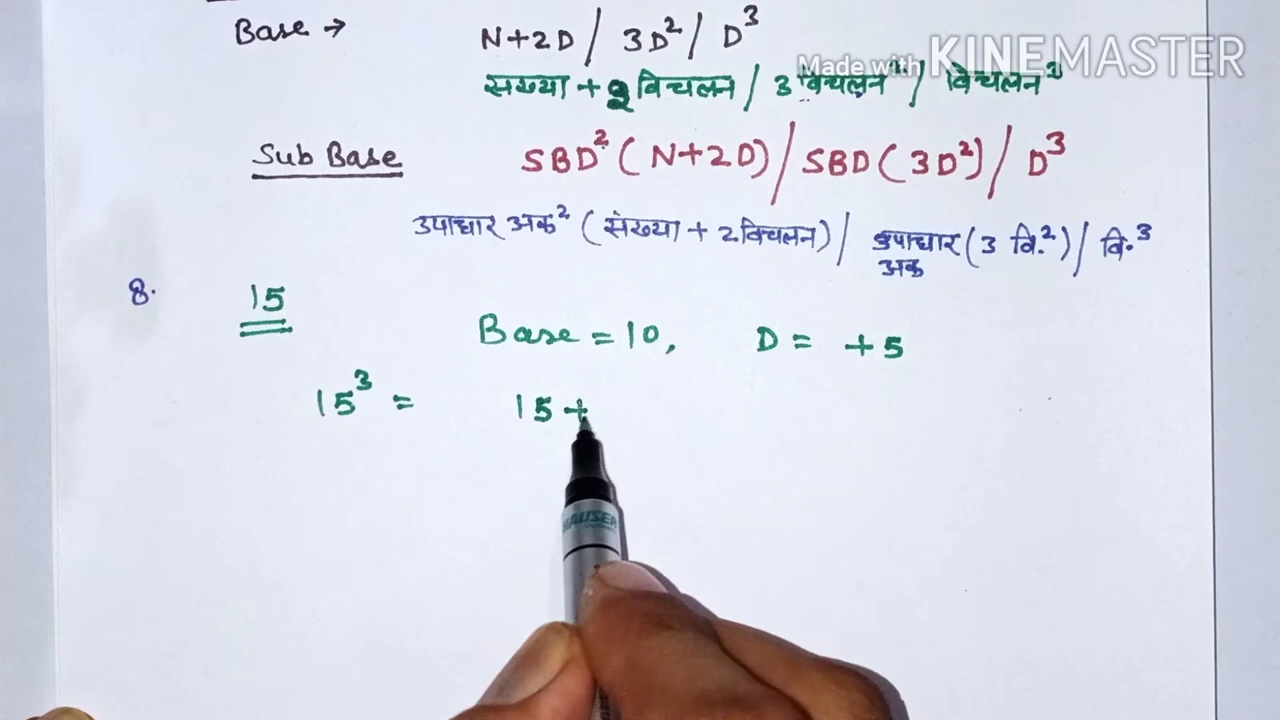 Base → N+2D / 3D² / D³
Made with KINEMASTER
संख्या + 2 विचलन / 3 विचलन² / विचलन³
Sub Base SBD² (N+2D) / SBD (3D²) / D³
उपाधार अंक² (संख्या + 2 विचलन) / उपाधार अंक (3 वि.²) / वि.³
8. 15
Base = 10, D = +5
15³ = 15 +